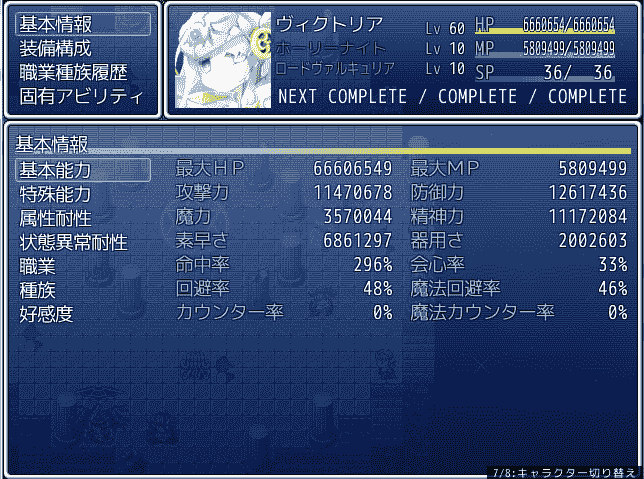 基本情報
装備構成
職業種族履歴
固有アビリティ
ヴィクトリア Lv 60 HP 6660654/6660654
ホーリーナイト Lv 10 MP 5809499/5809499
ロードヴァルキュリア Lv 10 SP 36/ 36
NEXT COMPLETE / COMPLETE / COMPLETE
基本情報
基本能力 最大HP 66606549 最大MP 5809499
特殊能力 攻撃力 11470678 防御力 12617436
属性耐性 魔力 3570044 精神力 11172084
状態異常耐性 素早さ 6861297 器用さ 2002603
職業 命中率 296% 会心率 33%
種族 回避率 48% 魔法回避率 46%
好感度 カウンター率 0% 魔法カウンター率 0%
7/8:キャラクター切り替え